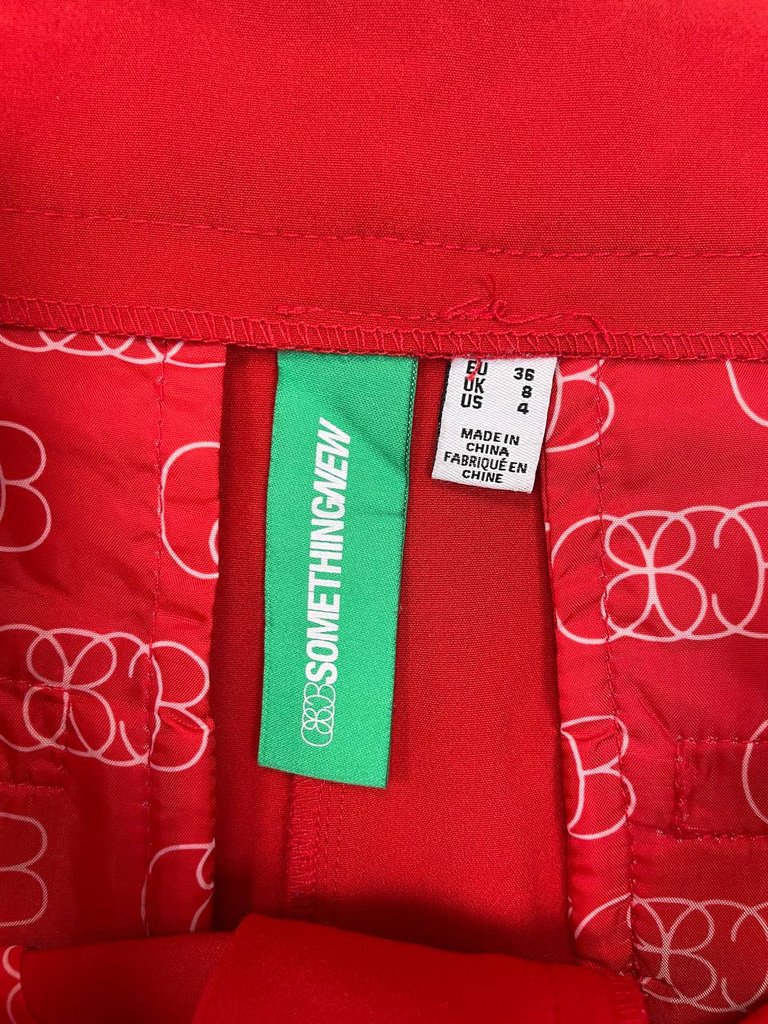 SOMETHINGNEW
EU 36
UK 8
US 4
MADE IN
CHINA
FABRIQUÉ EN
CHINE